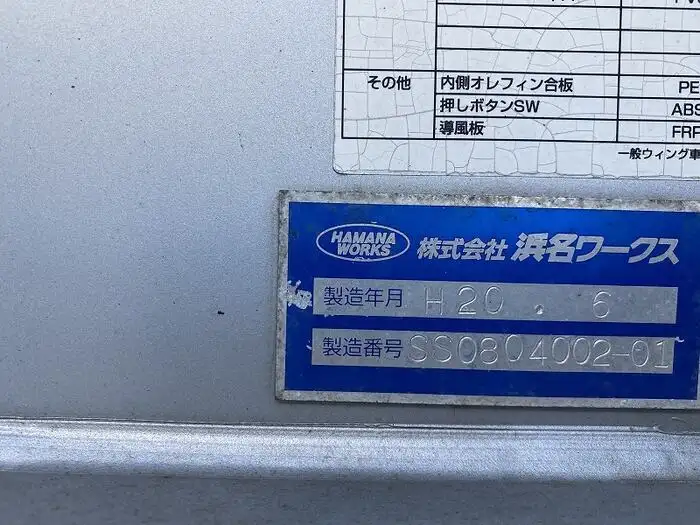 その他 内側オレフィン合板 PE
押しボタンSW ABS
導風板 FRP
一般ウィング車
HAMANA WORKS 株式会社 浜名ワークス
製造年月 H20.6
製造番号 SS0804002-01